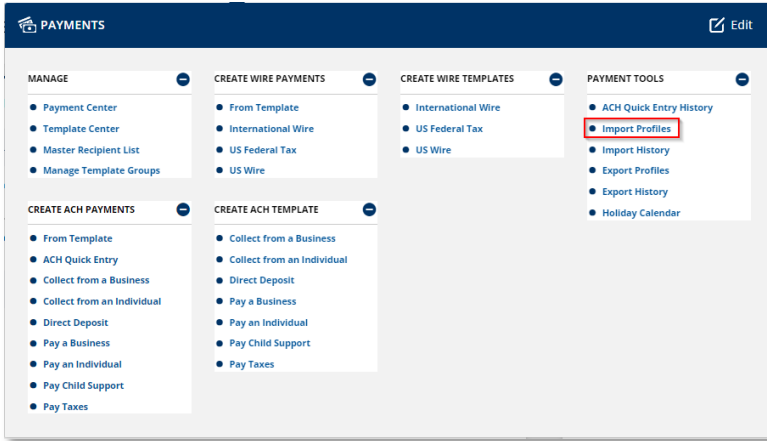 PAYMENTS
Edit
MANAGE
Payment Center
Template Center
Master Recipient List
Manage Template Groups
CREATE WIRE PAYMENTS
From Template
International Wire
US Federal Tax
US Wire
CREATE WIRE TEMPLATES
International Wire
US Federal Tax
US Wire
PAYMENT TOOLS
ACH Quick Entry History
Import Profiles
Import History
Export Profiles
Export History
Holiday Calendar
CREATE ACH PAYMENTS
From Template
ACH Quick Entry
Collect from a Business
Collect from an Individual
Direct Deposit
Pay a Business
Pay an Individual
Pay Child Support
Pay Taxes
CREATE ACH TEMPLATE
Collect from a Business
Collect from an Individual
Direct Deposit
Pay a Business
Pay an Individual
Pay Child Support
Pay Taxes